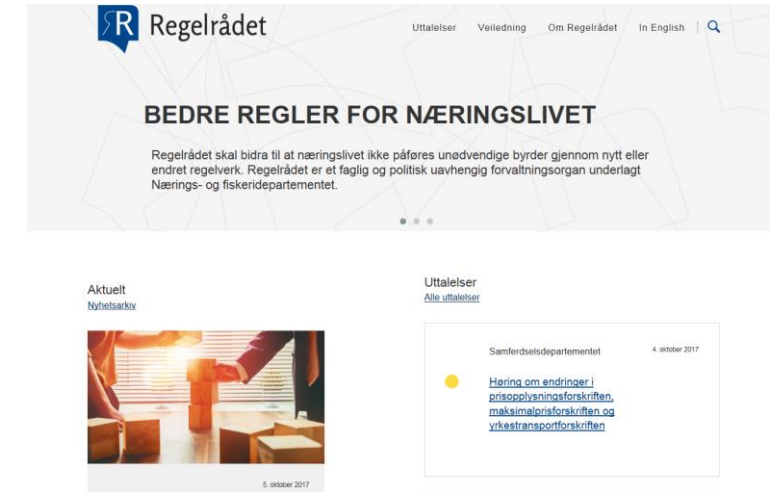 R Regelrådet
Uttalelser Veiledning Om Regelrådet In English
BEDRE REGLER FOR NÆRINGSLIVET
Regelrådet skal bidra til at næringslivet ikke påføres unødvendige byrder gjennom nytt eller
endret regelverk. Regelrådet er et faglig og politisk uavhengig forvaltningsorgan underlagt
Nærings- og fiskeridepartementet.
Aktuelt
Nyhetsarkiv
5. oktober 2017
Uttalelser
Alle uttalelser
Samferdselsdepartementet 4. oktober 2017
Høring om endringer i
prisopplysningsforskriften,
maksimalprisforskriften og
yrkestransportforskriften